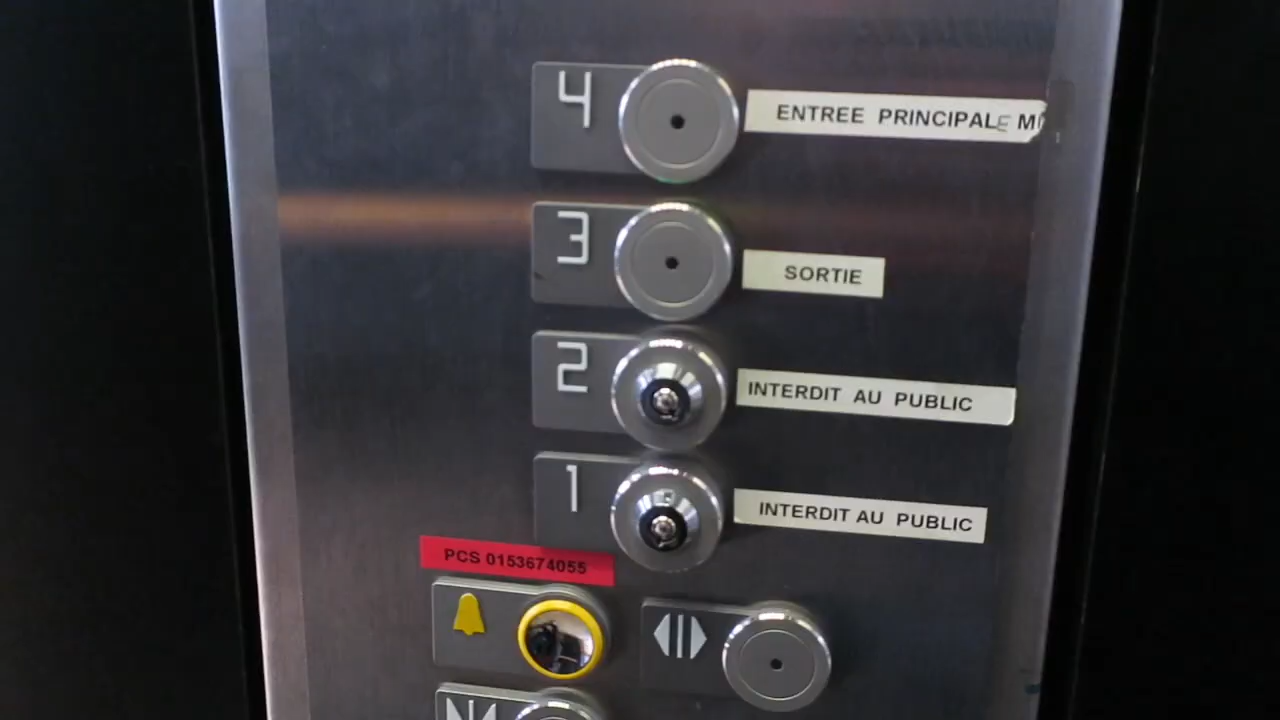 4 ENTREE PRINCIPALE
3 SORTIE
2 INTERDIT AU PUBLIC
1 INTERDIT AU PUBLIC
PCS 0153674055